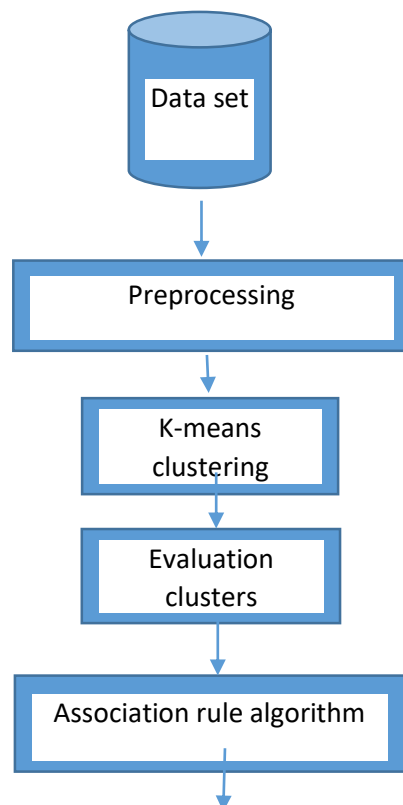 Data set
Preprocessing
K-means
clustering
Evaluation
clusters
Association rule algorithm